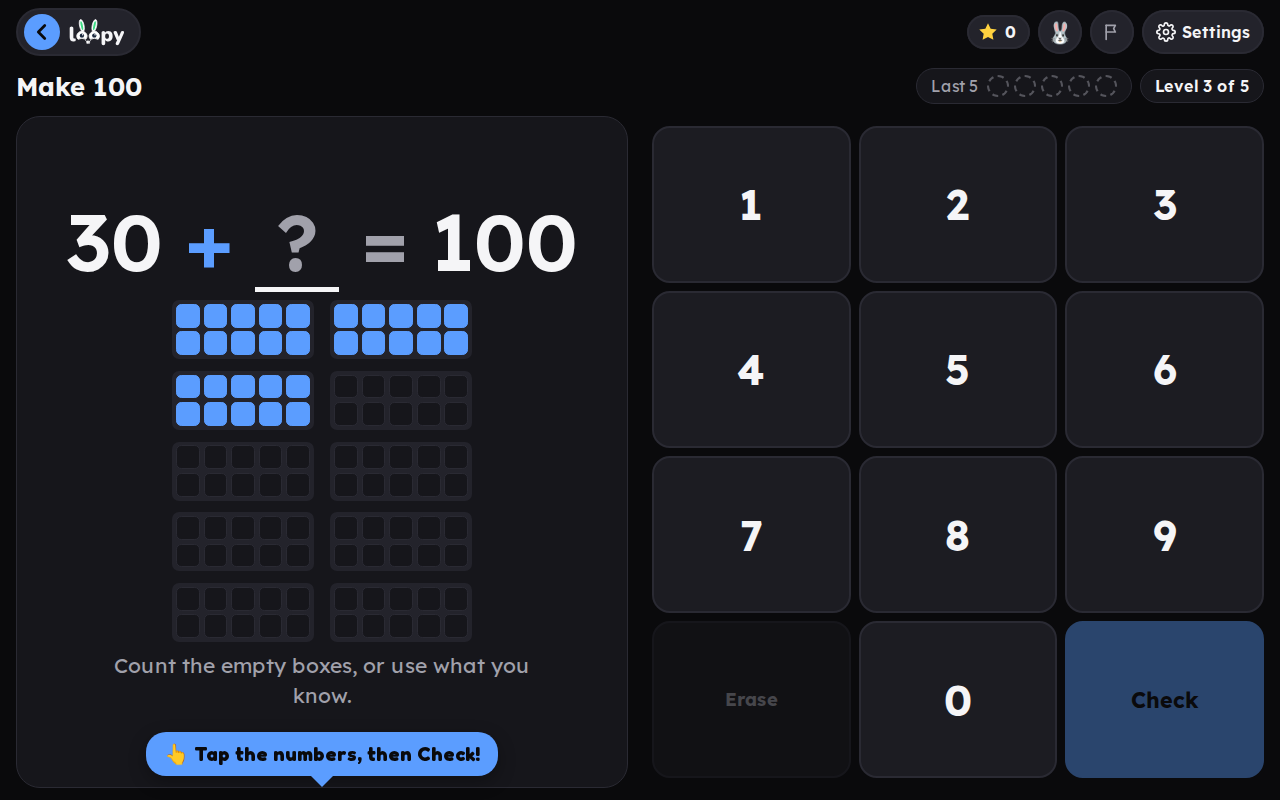 loopy
0
Settings
Make 100
Last 5
Level 3 of 5
30 + ? = 100
Count the empty boxes, or use what you
know.
👆 Tap the numbers, then Check!
1 2 3
4 5 6
7 8 9
Erase 0 Check